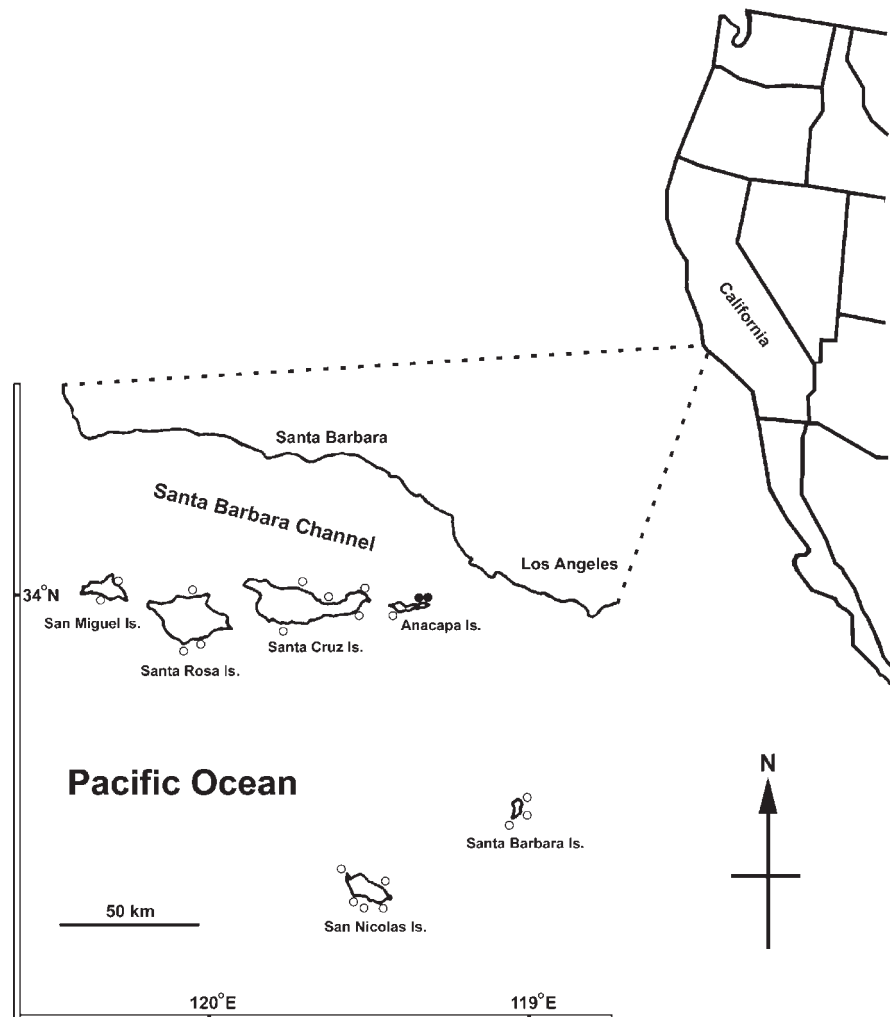 California
Santa Barbara
Santa Barbara Channel
Los Angeles
34°N
San Miguel Is.
Anacapa Is.
Santa Cruz Is.
Santa Rosa Is.
N
Pacific Ocean
Santa Barbara Is.
50 km
San Nicolas Is.
120°E
119°E